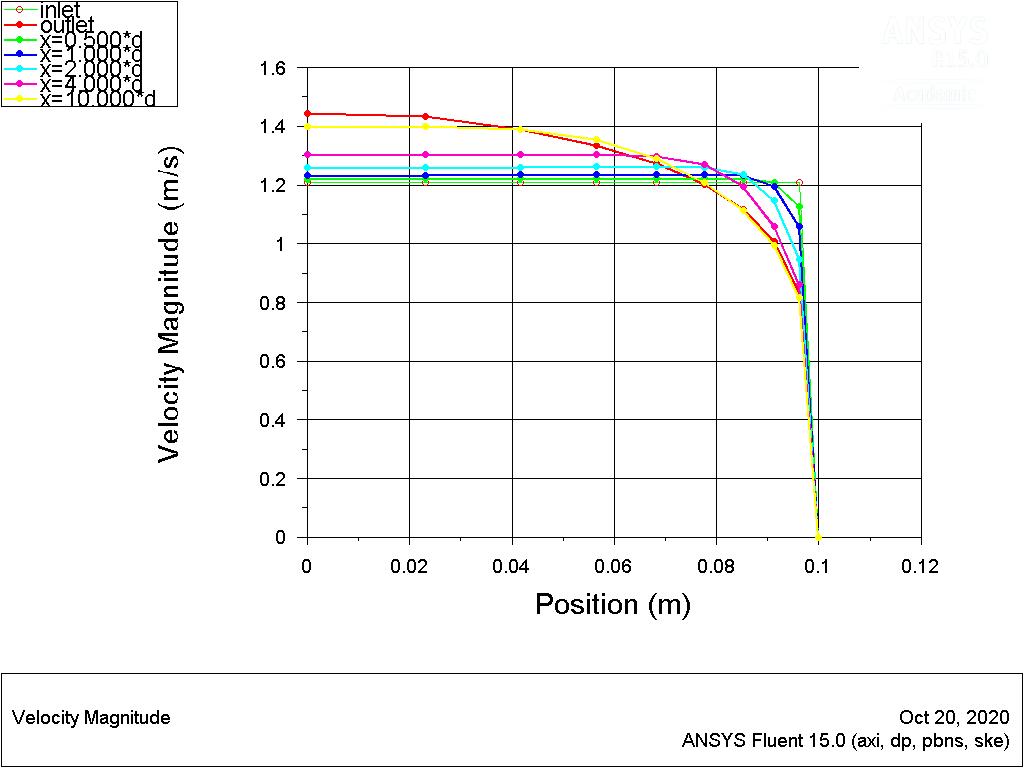 inlet
outlet
x=0.500*d
x=1.000*d
x=2.000*d
x=4.000*d
x=10.000*d
ANSYS
R15.0
Academic
1.6
1.4
1.2
1
0.8
0.6
0.4
0.2
0
Velocity Magnitude (m/s)
0 0.02 0.04 0.06 0.08 0.1 0.12
Position (m)
Velocity Magnitude
Oct 20, 2020
ANSYS Fluent 15.0 (axi, dp, pbns, ske)